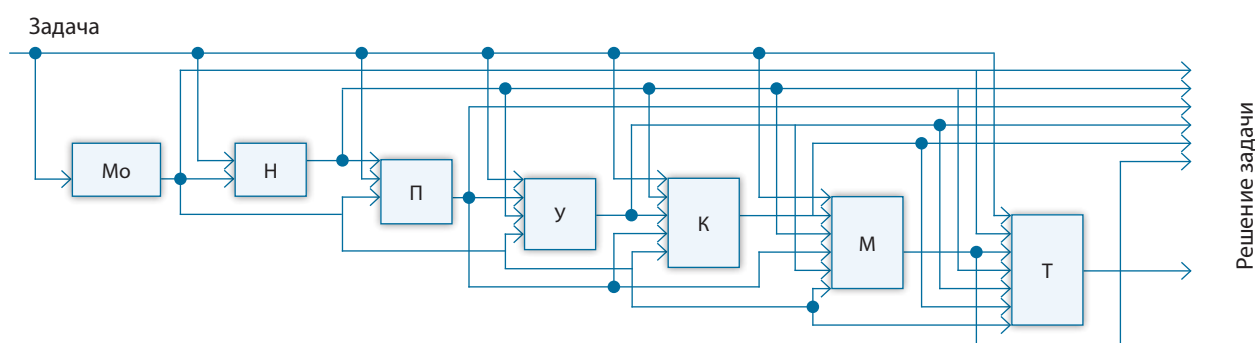 Задача
Мо
Н
П
У
К
М
Т
Решение задачи